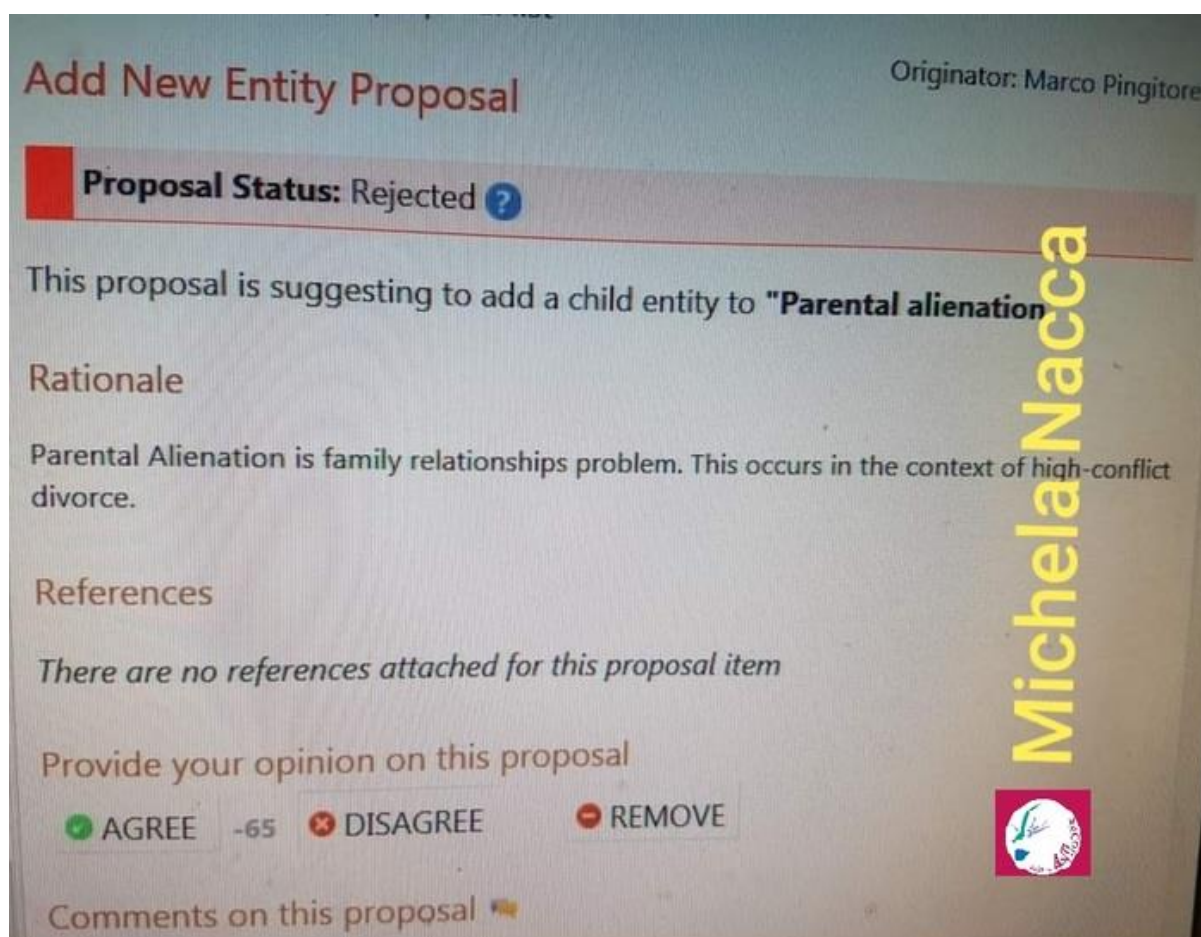 Add New Entity Proposal
Originator: Marco Pingitore
Proposal Status: Rejected ?
This proposal is suggesting to add a child entity to "Parental alienation
Rationale
Parental Alienation is family relationships problem. This occurs in the context of high-conflict
divorce.
References
There are no references attached for this proposal item
Provide your opinion on this proposal
AGREE -65 DISAGREE REMOVE
Comments on this proposal
Michela Nacca